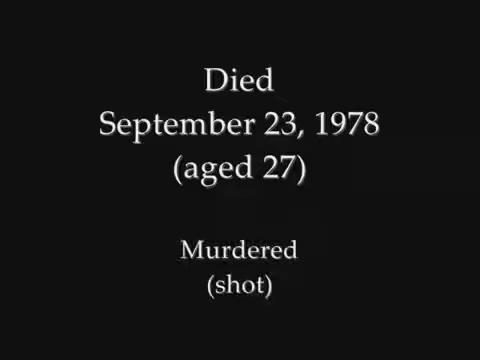 Died
September 23, 1978
(aged 27)
Murdered
(shot)